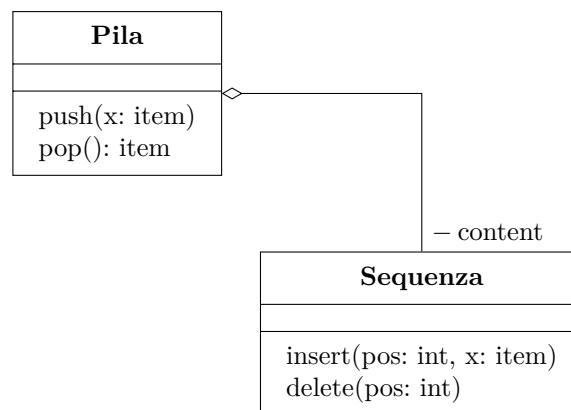 Pila
push(x: item)
pop(): item
– content
Sequenza
insert(pos: int, x: item)
delete(pos: int)